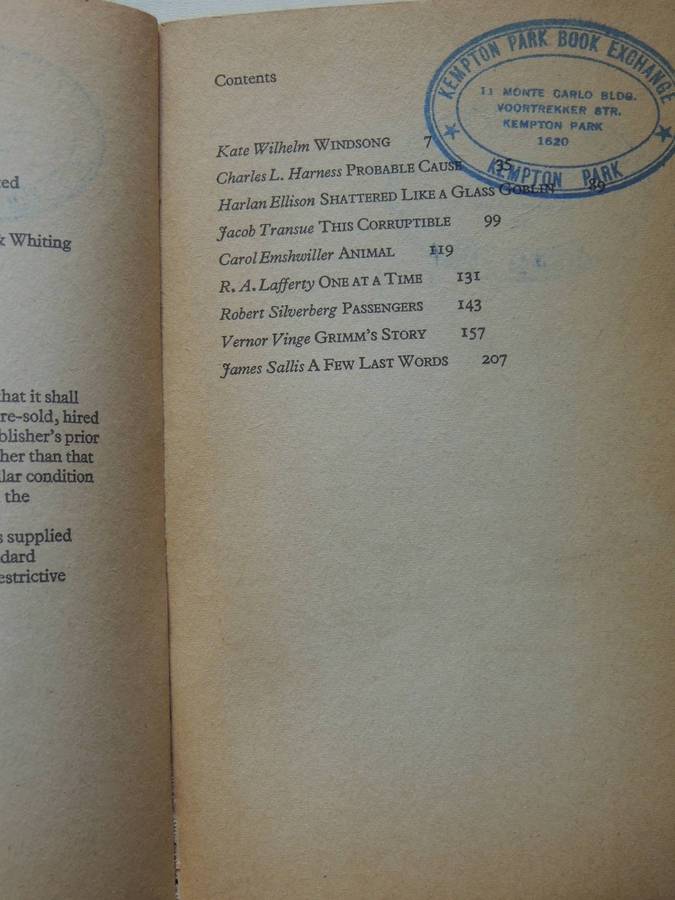 ted
& Whiting
that it shall
re-sold, hired
blisher's prior
her than that
ilar condition
the
s supplied
dard
estrictive
Contents
KEMPTON PARK BOOK EXCHANGE
11 MONTE CARLO BLDG.
VOORTREKKER STR.
KEMPTON PARK
1620
KEMPTON PARK
Kate Wilhelm WINDSONG 7
Charles L. Harness PROBABLE CAUSE 35
Harlan Ellison SHATTERED LIKE A GLASS GOBLIN 89
Jacob Transue THIS CORRUPTIBLE 99
Carol Emshwiller ANIMAL 119
R. A. Lafferty ONE AT A TIME 131
Robert Silverberg PASSENGERS 143
Vernor Vinge GRIMM'S STORY 157
James Sallis A FEW LAST WORDS 207